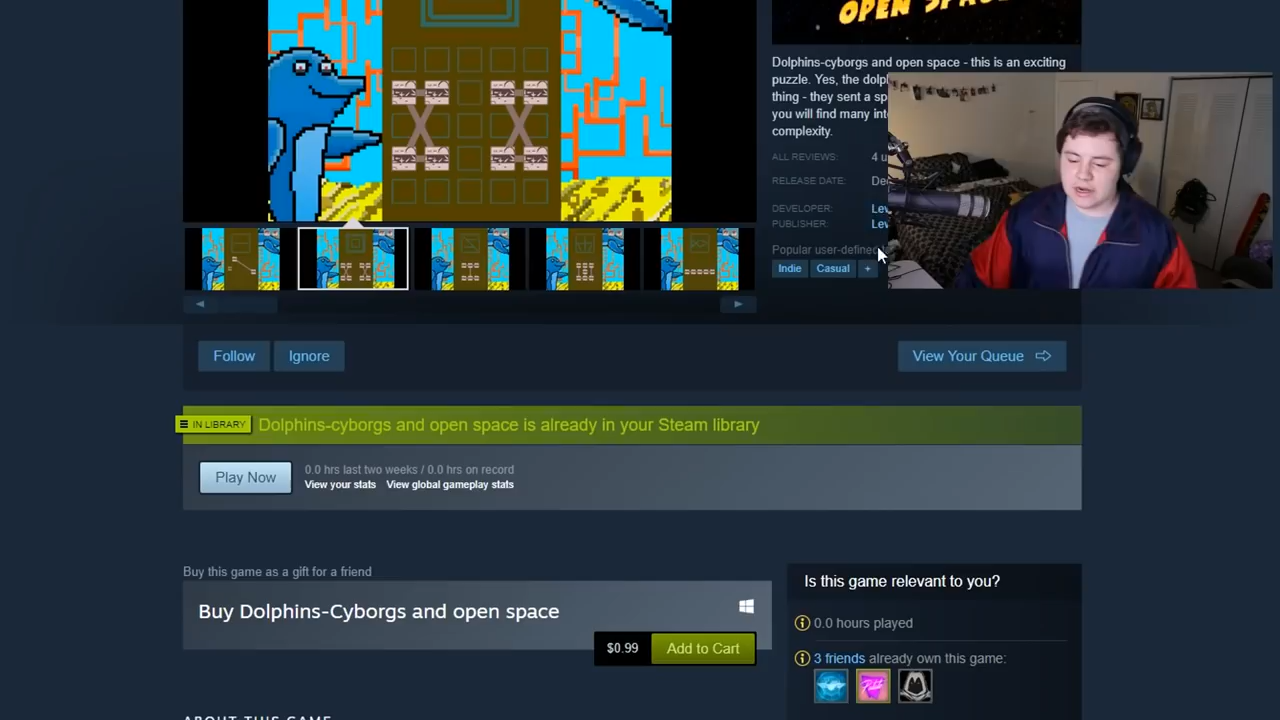 OPEN SPACE
Dolphins-cyborgs and open space - this is an exciting
puzzle. Yes, the
thing - they sent a
you will find many
complexity.
ALL REVIEWS: 4
RELEASE DATE:
DEVELOPER:
PUBLISHER:
Popular user-defined
Indie Casual +
Follow Ignore
View Your Queue
IN LIBRARY Dolphins-cyborgs and open space is already in your Steam library
Play Now
0.0 hrs last two weeks / 0.0 hrs on record
View your stats View global gameplay stats
Buy this game as a gift for a friend
Buy Dolphins-Cyborgs and open space
$0.99 Add to Cart
Is this game relevant to you?
0.0 hours played
3 friends already own this game:
ABOUT THIS GAME